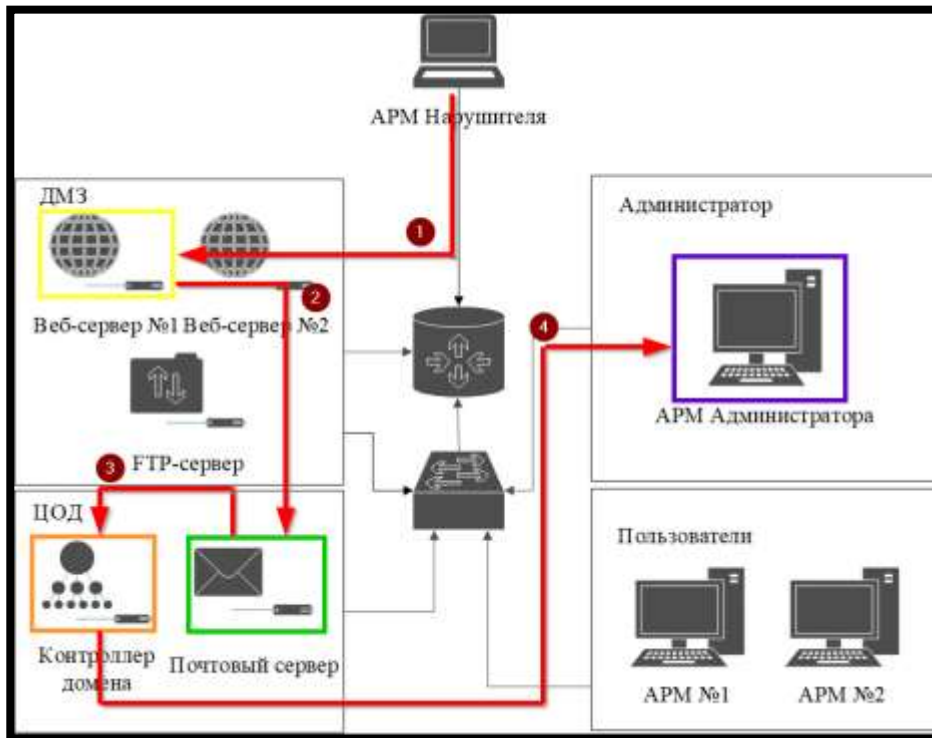 АРМ Нарушителя
ДМЗ
Администратор
1
2
Веб-сервер №1 Веб-сервер №2
4
АРМ Администратора
3
FTP-сервер
ЦОД
Пользователи
Контроллер
домена
Почтовый сервер
АРМ №1
АРМ №2